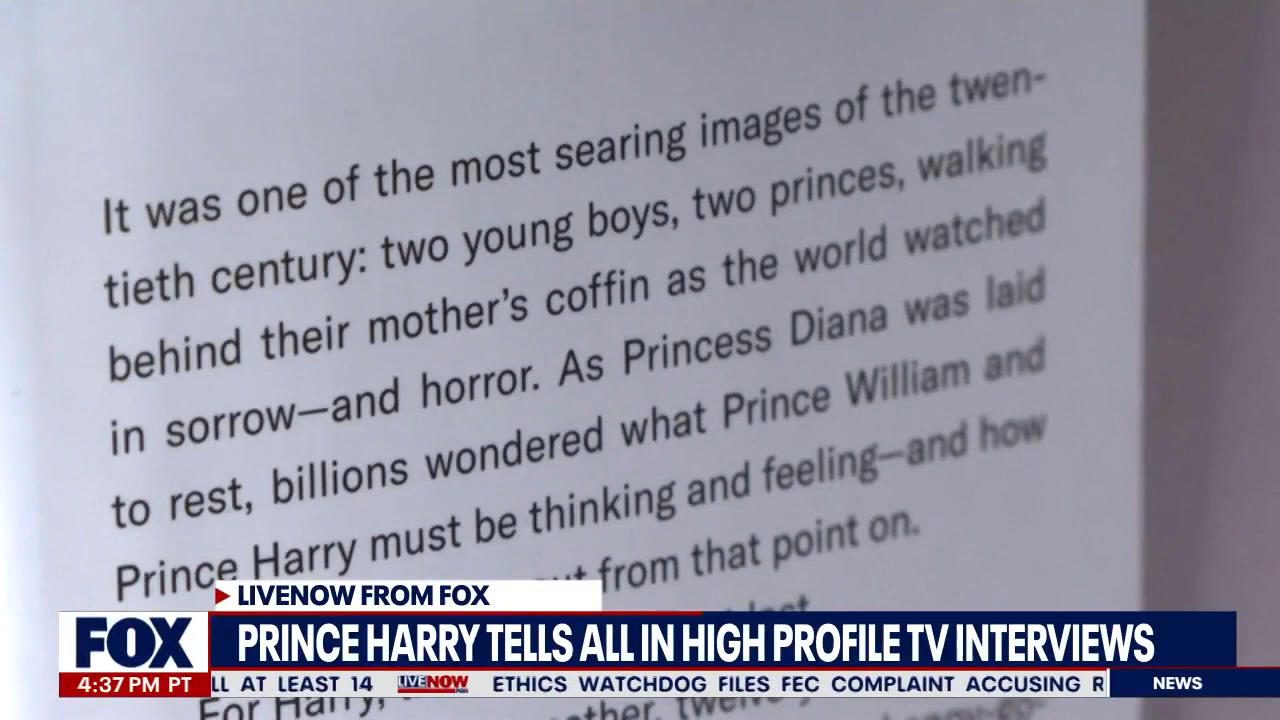 It was one of the most searing images of the twen-
tieth century: two young boys, two princes, walking
behind their mother's coffin as the world watched
in sorrow—and horror. As Princess Diana was laid
to rest, billions wondered what Prince William and
Prince Harry must be thinking and feeling—and how
from that point on.
LIVENOW FROM FOX
FOX
PRINCE HARRY TELLS ALL IN HIGH PROFILE TV INTERVIEWS
4:37 PM PT
LL AT LEAST 14 LIVENOW ETHICS WATCHDOG FILES FEC COMPLAINT ACCUSING R
NEWS
For Harry,